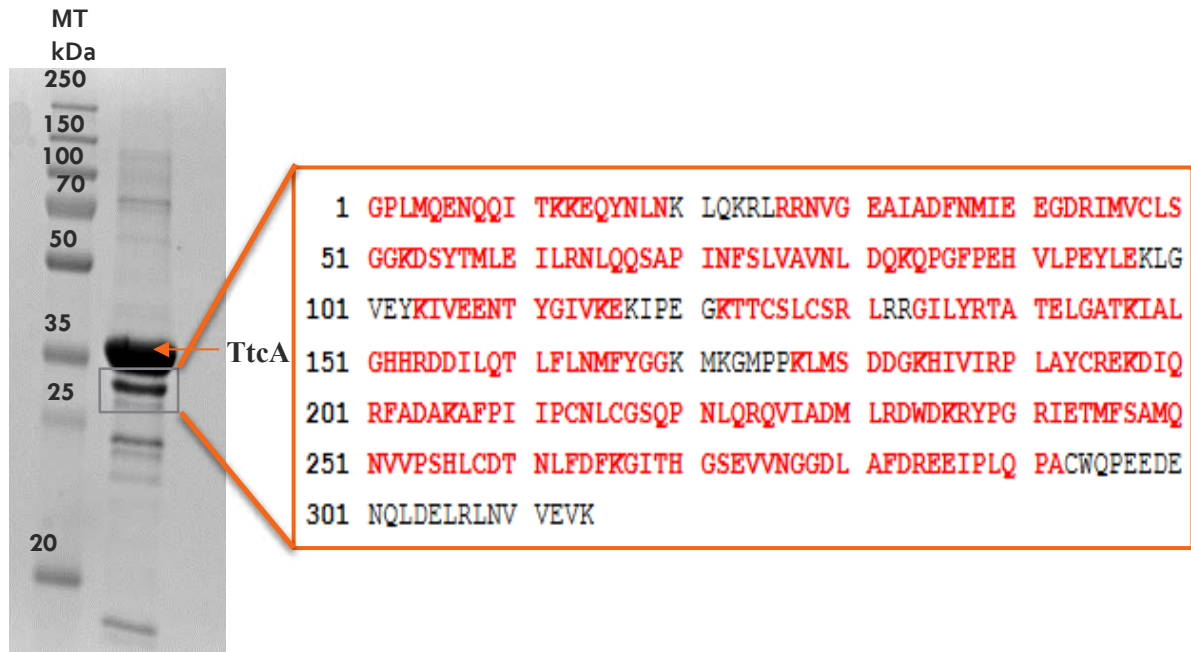 MT
kDa
250
150
100
70
50
35
25
20
TtcA
1 GPLMQENQQI TKKEQYNLNK LQKRLRRNVG EAIADFNMIE EGDRIMVCLS
51 GGKDSYTMLE ILRNLQQSAP INFSLVAVNL DQKQPGFPEH VLPEYLEKLG
101 VEYKIVEENT YGIVKEKIPE GKTTCSLCSR LRRGILYRTA TELGATKIAL
151 GHHRDDILQT LFLNMFYGGK MKGMPPKLMS DDGKHIVIRP LAYCREKDIQ
201 RFADAKAFPI IPCNLCGSQP NLQRQVIADM LRDWDKRYPG RIETMFSAMQ
251 NVVPSHLCDT NLFDFKGITH GSEVVNGGDL AFDREEIPLQ PACWQPEEDE
301 NQLDELRLNV VEVK